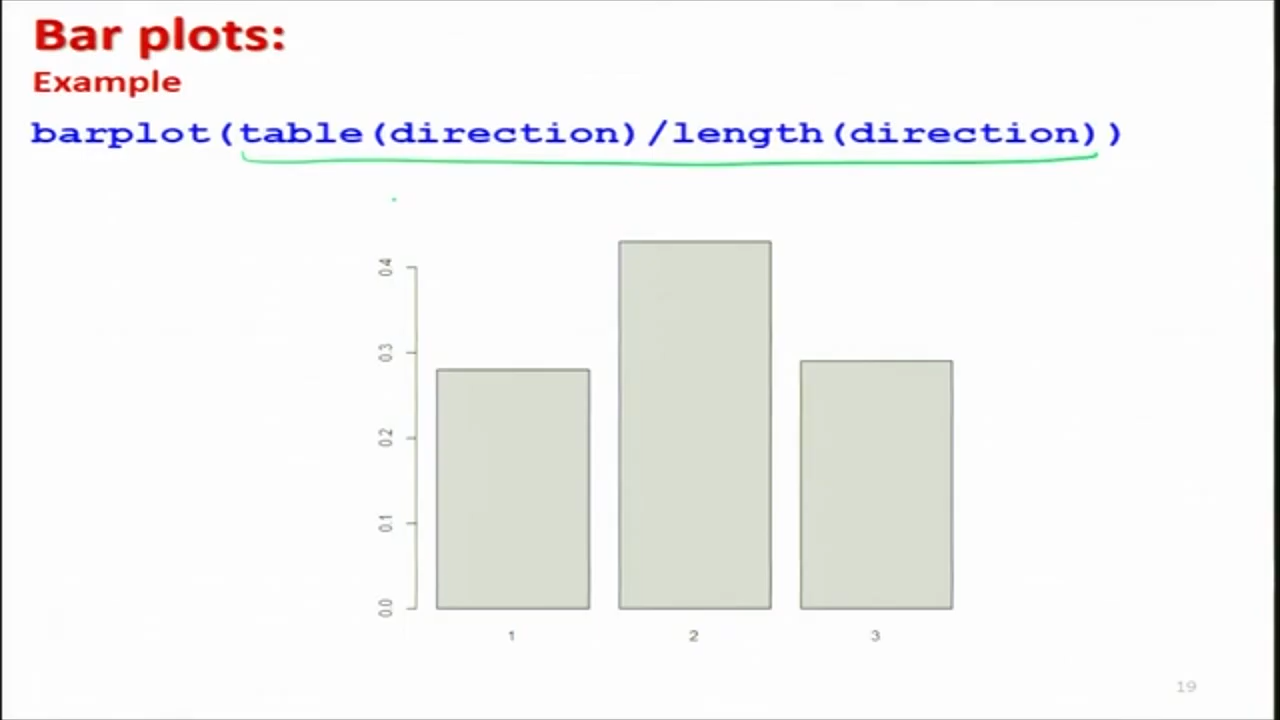 Bar plots:
Example
barplot(table(direction)/length(direction))
0.4
0.3
0.2
0.1
0.0
1 2 3
19